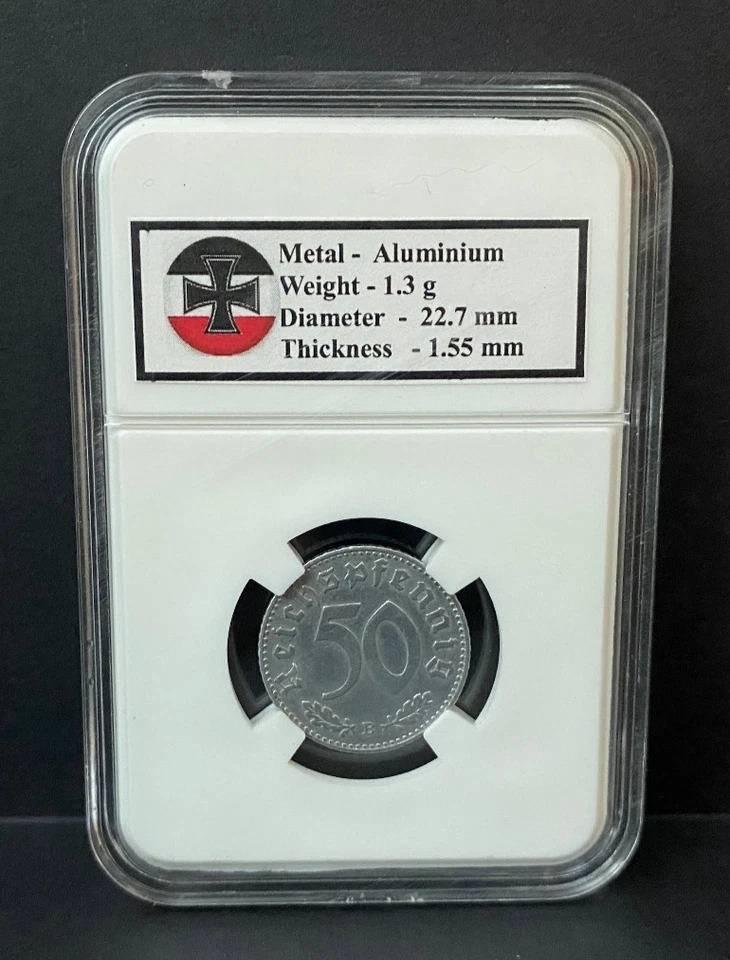 Metal - Aluminium
Weight - 1.3 g
Diameter - 22.7 mm
Thickness - 1.55 mm
Reichspfennig
50
B